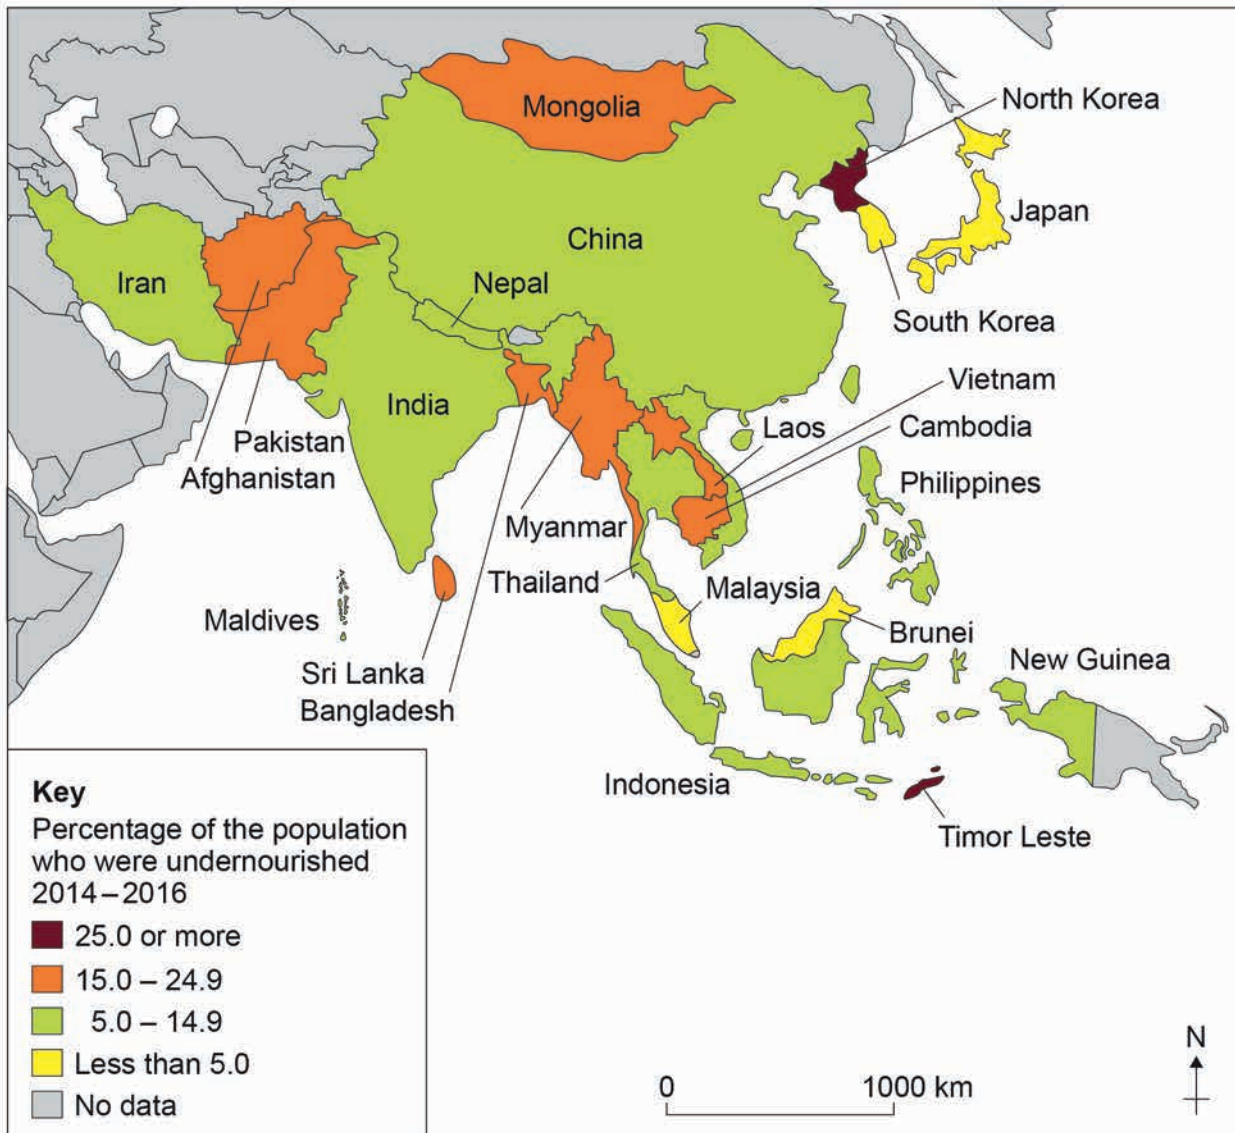 Mongolia
North Korea
Japan
China
Iran
Nepal
South Korea
Vietnam
India
Laos
Cambodia
Pakistan
Afghanistan
Philippines
Myanmar
Thailand
Malaysia
Maldives
Brunei
Sri Lanka
New Guinea
Bangladesh
Indonesia
Timor Leste
Key
Percentage of the population
who were undernourished
2014–2016
25.0 or more
15.0 – 24.9
5.0 – 14.9
Less than 5.0
No data
0 1000 km
N